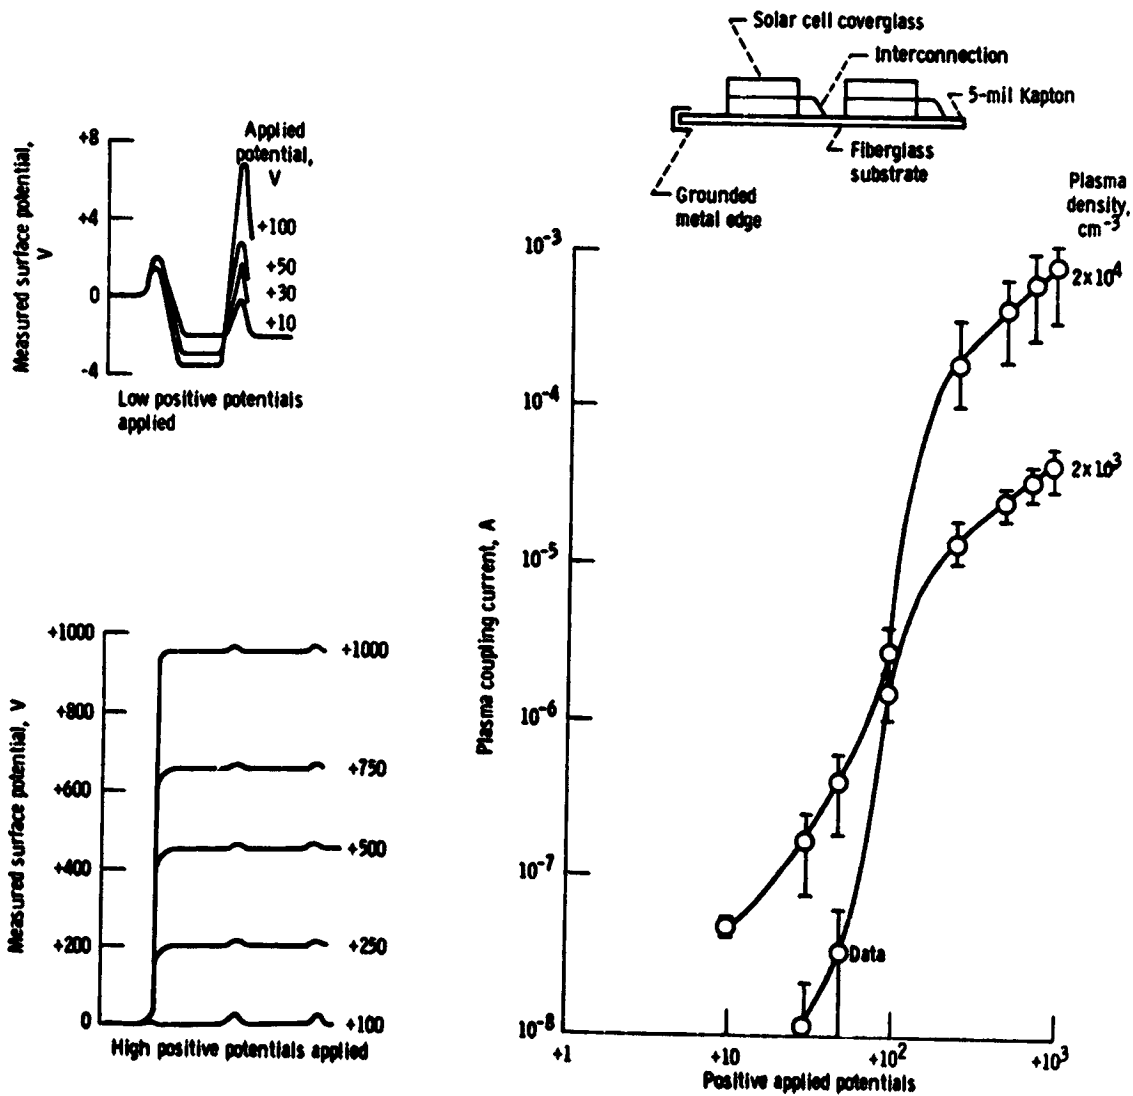 Solar cell coverglass
Interconnection
5-mil Kapton
Fiberglass
substrate
Grounded
metal edge
Measured surface potential,
V
+8
+4
0
-4
Applied
potential,
V
+100
+50
+30
+10
Low positive potentials
applied
Measured surface potential, V
+1000
+800
+600
+400
+200
0
+1000
+750
+500
+250
+100
High positive potentials applied
Plasma
density,
cm⁻³
2x10⁴
2x10³
Plasma coupling current, A
10⁻³
10⁻⁴
10⁻⁵
10⁻⁶
10⁻⁷
10⁻⁸
Data
+1
+10
+10²
+10³
Positive applied potentials